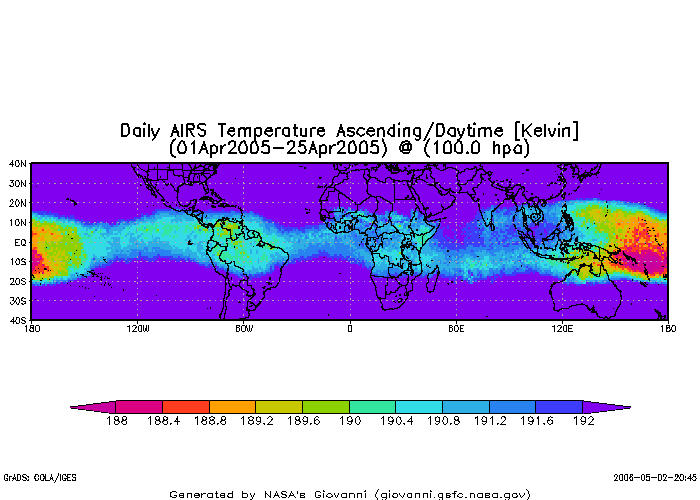 Daily AIRS Temperature Ascending/Daytime [Kelvin]
(01Apr2005-25Apr2005) @ (100.0 hpa)
40N
30N
20N
10N
EQ
10S
20S
30S
40S
180 120W 60W 0 60E 120E 180
188 188.4 188.8 189.2 189.6 190 190.4 190.8 191.2 191.6 192
GrADS: COLA/IGES
2006-05-02-20:45
Generated by NASA's Giovanni (giovanni.gsfc.nasa.gov)